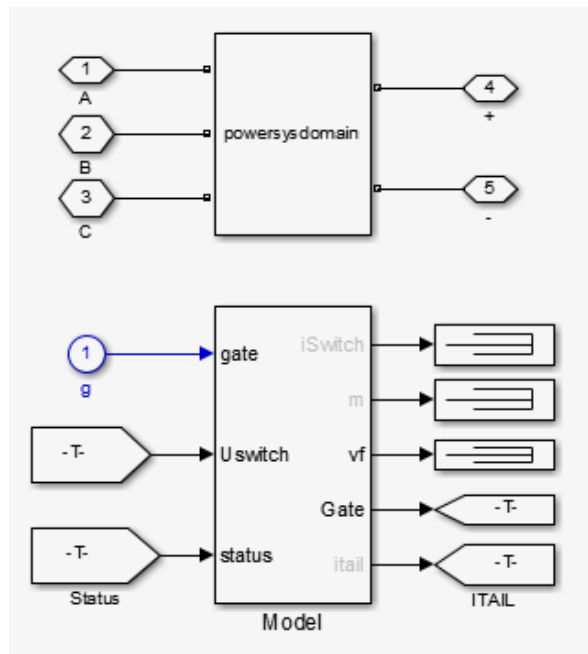 1
A
2
B
3
C
powersysdomain
4
+
5
-
1
g
-T-
-T-
Status
gate
Uswitch
status
iSwitch
m
vf
Gate
itail
Model
-T-
-T-
ITAIL